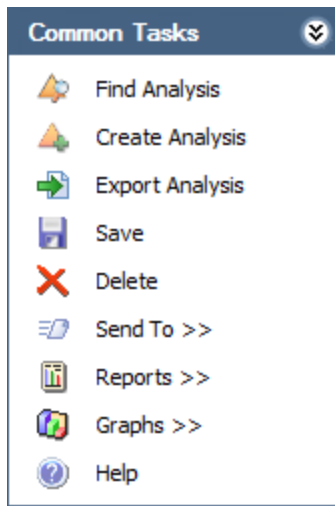 Common Tasks
Find Analysis
Create Analysis
Export Analysis
Save
Delete
Send To >>
Reports >>
Graphs >>
Help